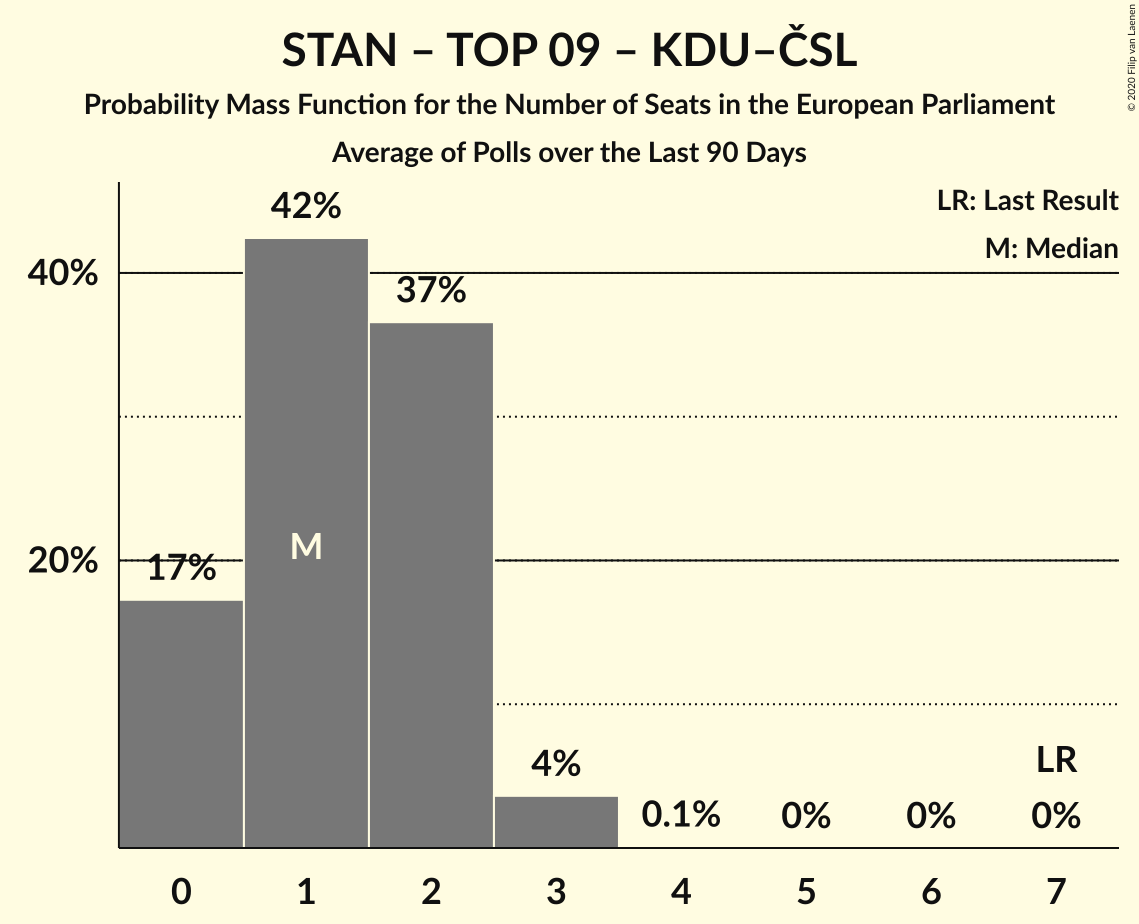 STAN – TOP 09 – KDU–ČSL
Probability Mass Function for the Number of Seats in the European Parliament
Average of Polls over the Last 90 Days
© 2020 Filip van Laenen
LR: Last Result
M: Median
42%
40%
37%
M
20%
17%
4%
LR
0.1%
0%
0%
0%
0 1 2 3 4 5 6 7